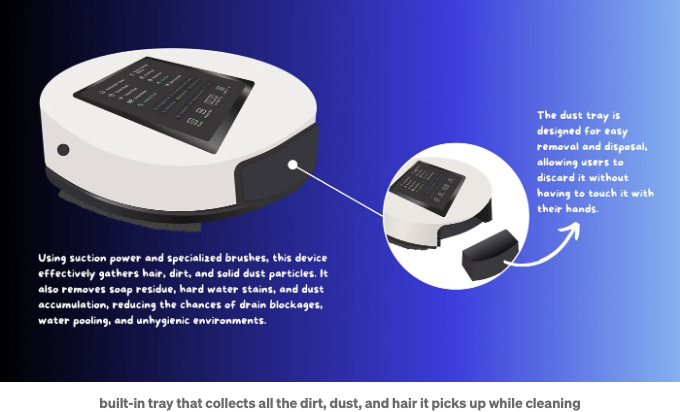 The dust tray is
designed for easy
removal and disposal,
allowing users to
discard it without
having to touch it with
their hands.
Using suction power and specialized brushes, this device
effectively gathers hair, dirt, and solid dust particles. It
also removes soap residue, hard water stains, and dust
accumulation, reducing the chances of drain blockages,
water pooling, and unhygienic environments.
built-in tray that collects all the dirt, dust, and hair it picks up while cleaning